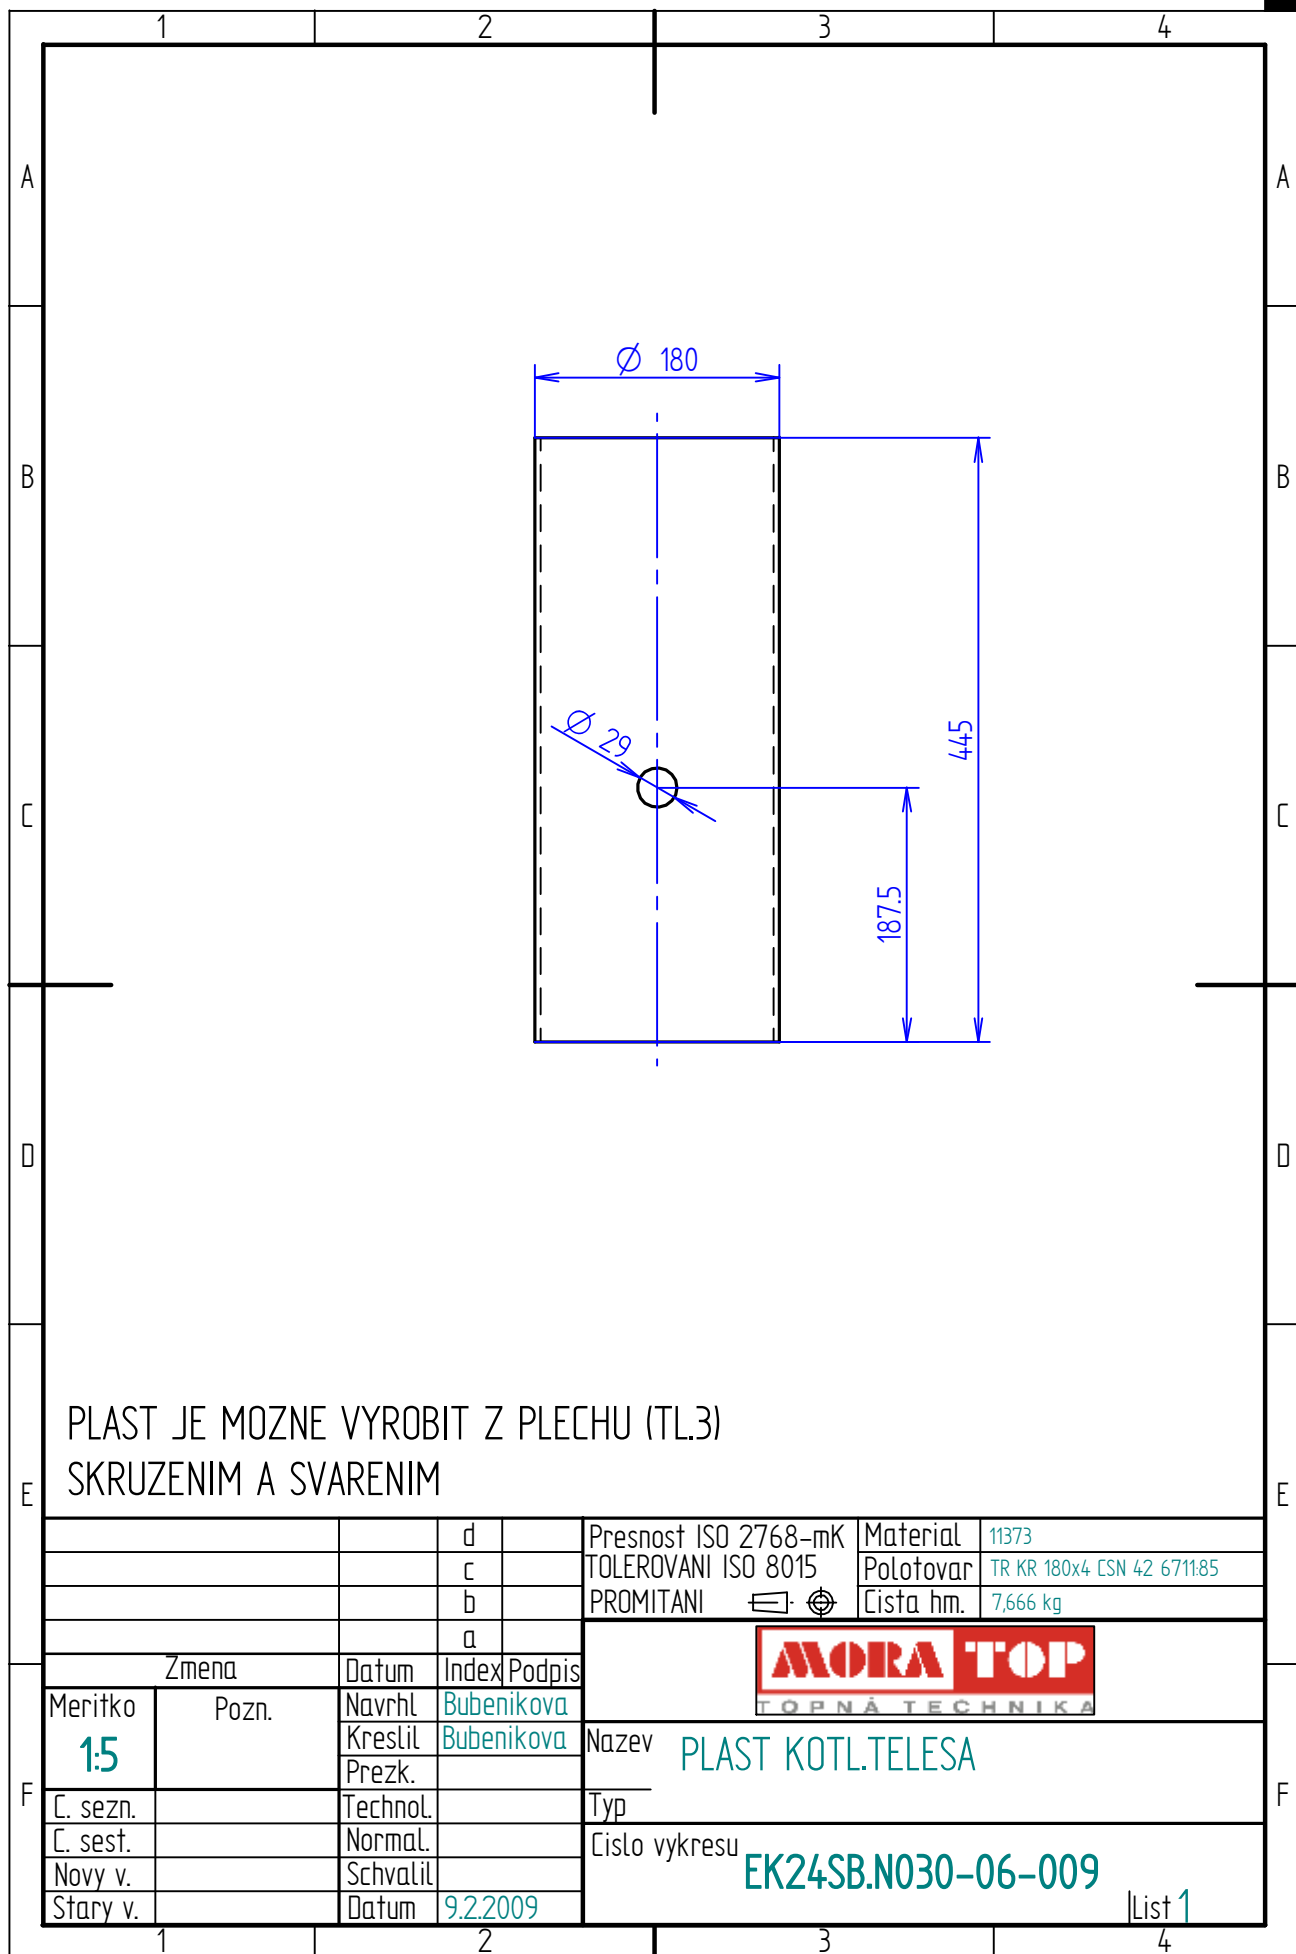 1 2 3 4
A A
B B
C C
D D
E E
F F
Ø 180
445
Ø 29
187.5
PLAST JE MOZNE VYROBIT Z PLECHU (TL.3)
SKRUZENIM A SVARENIM
d
c
b
a
Zmena Datum Index Podpis
Presnost ISO 2768-mK
TOLEROVANI ISO 8015
PROMITANI
Material 11373
Polotovar TR KR 180x4 CSN 42 6711:85
Cista hm. 7,666 kg
MORA TOP
TOPNÁ TECHNIKA
Meritko Pozn.
1:5
Navrhl Bubenikova
Kreslil Bubenikova
Prezk.
Technol.
Normal.
Schvalil
Datum 9.2.2009
C. sezn.
C. sest.
Novy v.
Stary v.
Nazev PLAST KOTL.TELESA
Typ
Cislo vykresu EK24SB.N030-06-009
List 1
1 2 3 4